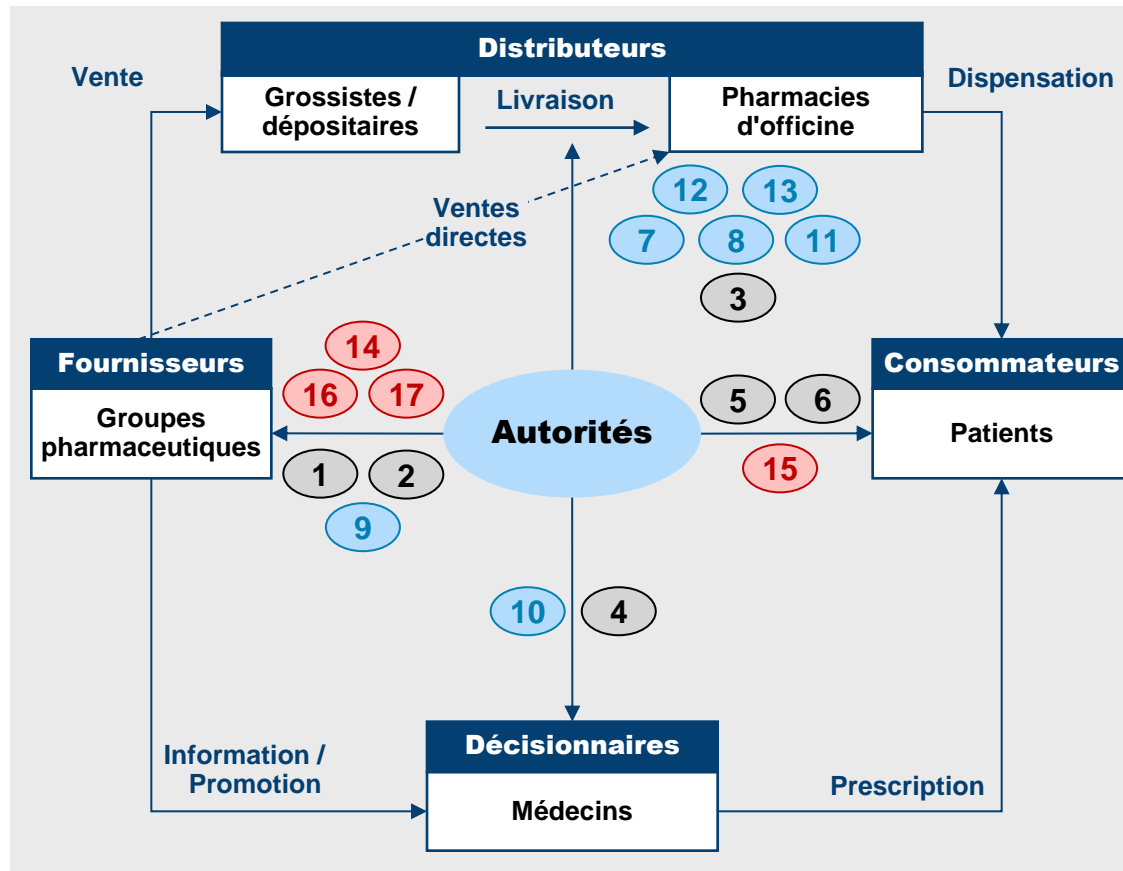 Distributeurs
Vente
Grossistes /
dépositaires
Livraison
Pharmacies
d'officine
Dispensation
12
13
7
8
11
3
Ventes
directes
Fournisseurs
Groupes
pharmaceutiques
14
16
17
1
2
9
Autorités
5
6
15
Consommateurs
Patients
10
4
Décisionnaires
Médecins
Information /
Promotion
Prescription